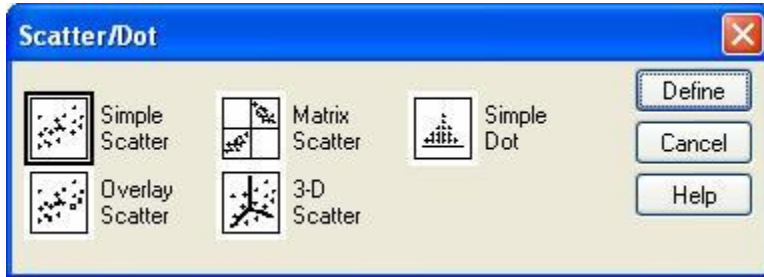 Scatter/Dot
Simple
Scatter
Matrix
Scatter
Simple
Dot
Overlay
Scatter
3-D
Scatter
Define
Cancel
Help